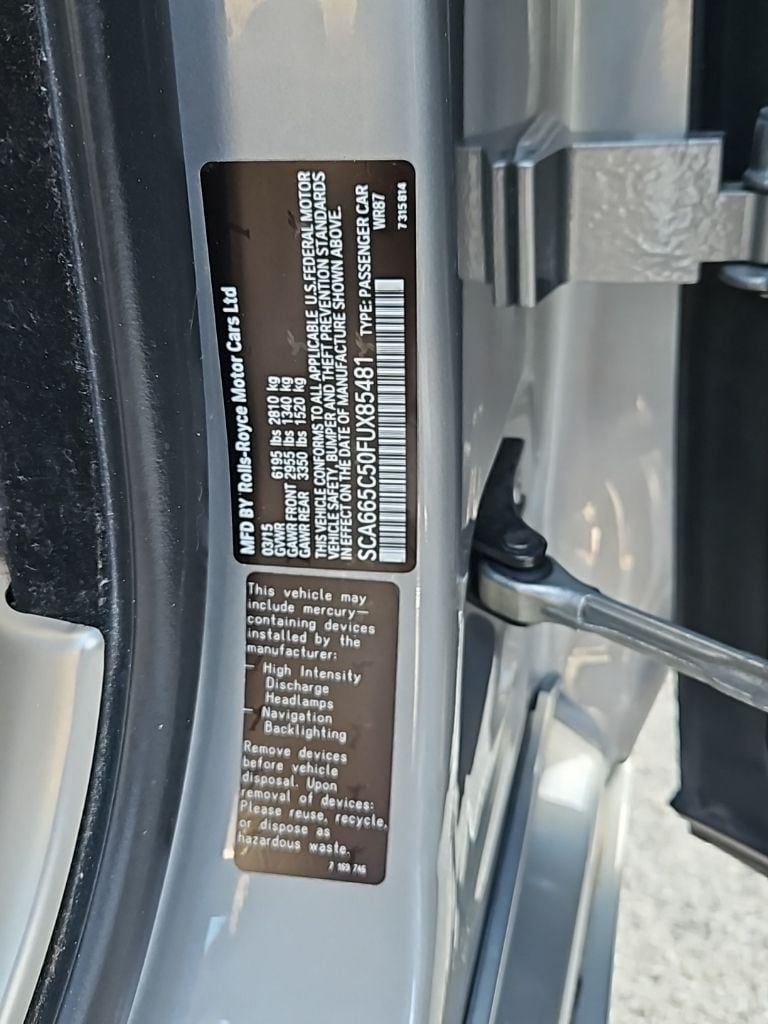 MFD BY Rolls-Royce Motor Cars Ltd
03/15
GVWR 6195 lbs 2810 kg
GAWR FRONT 2955 lbs 1340 kg
GAWR REAR 3350 lbs 1520 kg
THIS VEHICLE CONFORMS TO ALL APPLICABLE U.S.FEDERAL MOTOR
VEHICLE SAFETY, BUMPER AND THEFT PREVENTION STANDARDS
IN EFFECT ON THE DATE OF MANUFACTURE SHOWN ABOVE.
SCA665C50FUX85481 TYPE: PASSENGER CAR
WR87
7315814
This vehicle may
include mercury—
containing devices
installed by the
manufacturer:
— High Intensity
Discharge
Headlamps
— Navigation
Backlighting
Remove devices
before vehicle
disposal. Upon
removal of devices:
Please reuse, recycle,
or dispose as
hazardous waste.
7 169 746